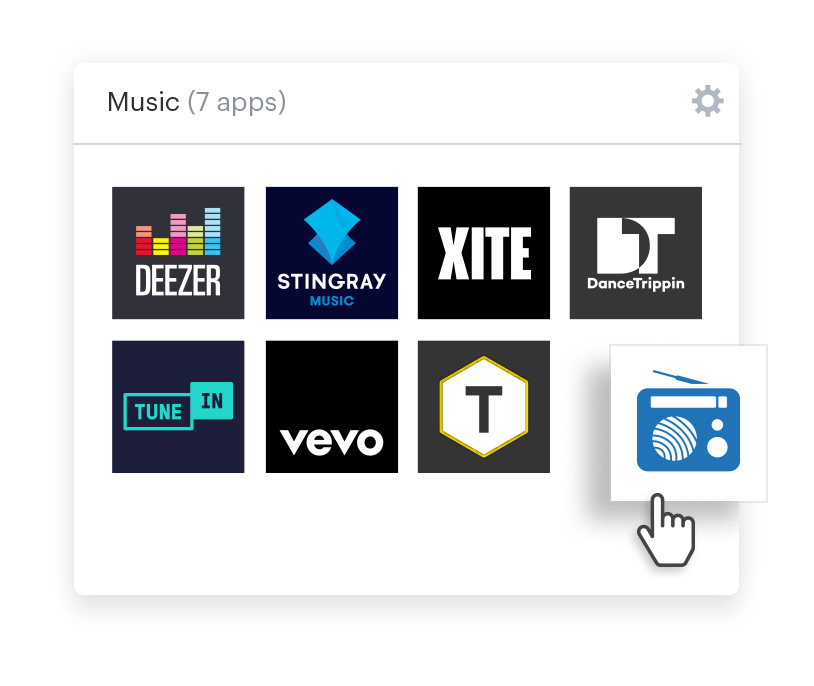 Music (7 apps)
DEEZER
STINGRAY
MUSIC
XITE
DT
DanceTrippin
TUNE IN
vevo
T